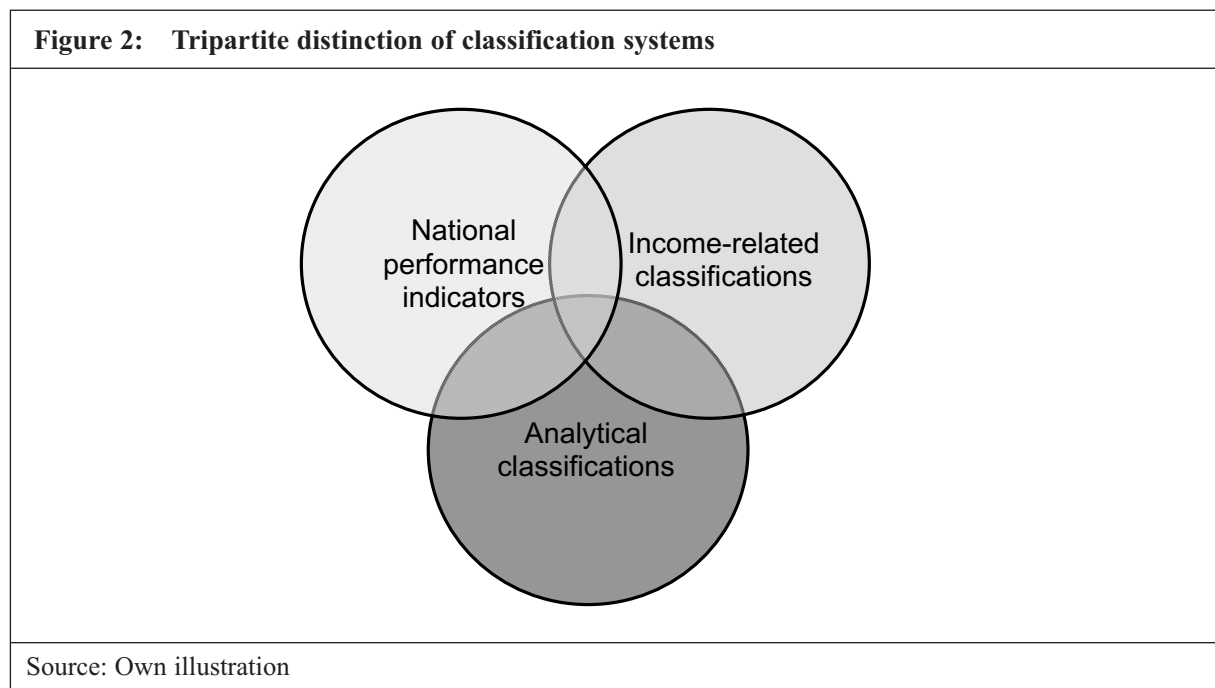 Figure 2: Tripartite distinction of classification systems
National
performance
indicators
Income-related
classifications
Analytical
classifications
Source: Own illustration